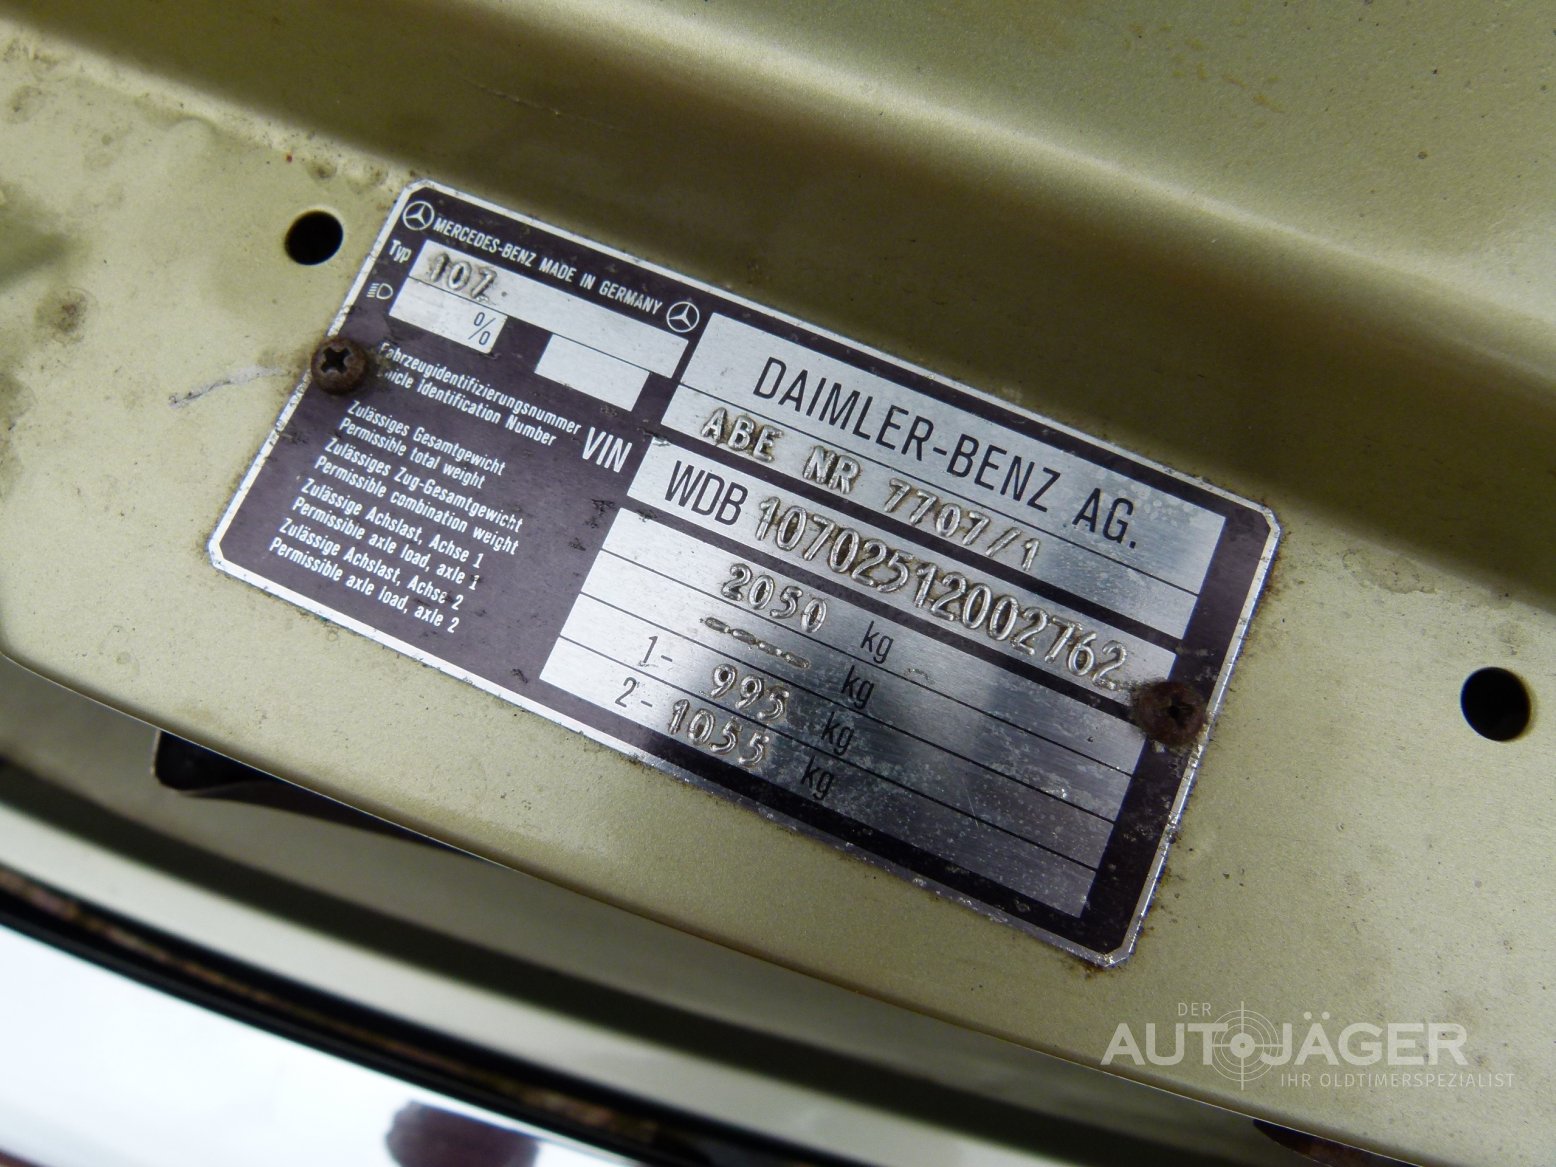 MERCEDES-BENZ MADE IN GERMANY
Typ 107
%
DAIMLER-BENZ AG.
ABE NR 7707/1
Fahrzeugidentifizierungsnummer
Identification Number
VIN WDB 10702512002762
Zulässiges Gesamtgewicht
Permissible total weight
2050 kg
Zulässiges Zug-Gesamtgewicht
Permissible combination weight
---- kg
Zulässige Achslast, Achse 1
Permissible axle load, axle 1
1- 995 kg
Zulässige Achslast, Achse 2
Permissible axle load, axle 2
2- 1055 kg
DER
AUTOJÄGER
IHR OLDTIMERSPEZIALIST